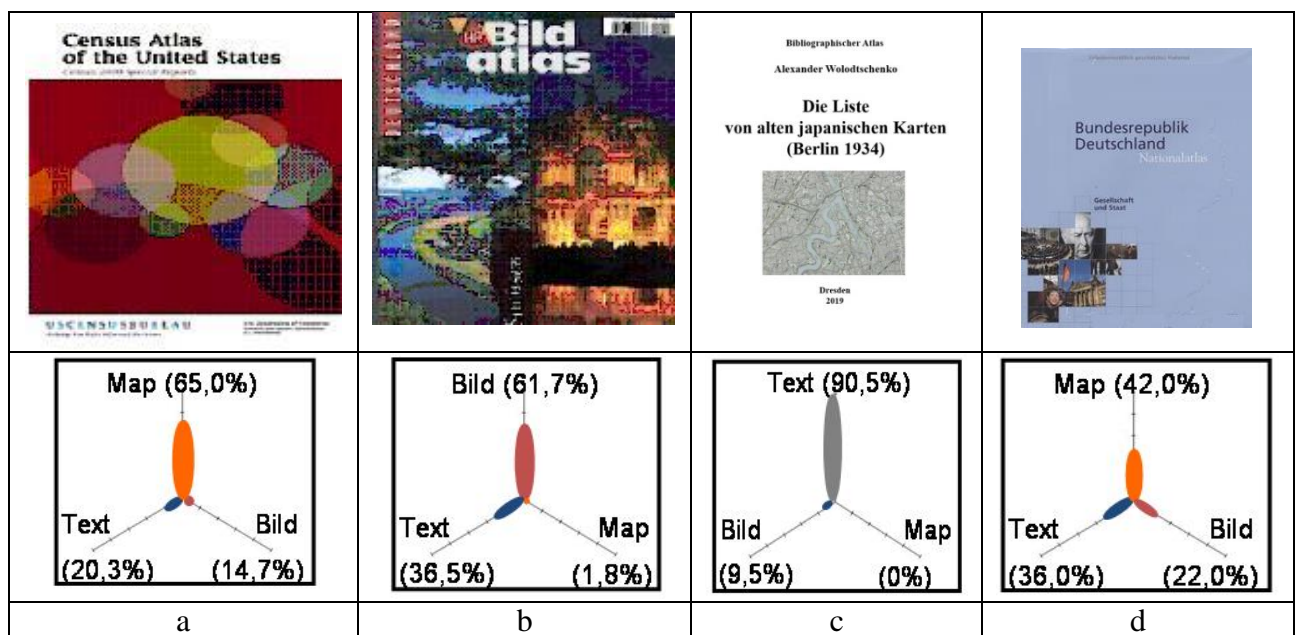 Census Atlas
of the United States
HB Bild
atlas
DEUTSCHLAND
Bibliographischer Atlas
Alexander Wolodtschenko
Die Liste
von alten japanischen Karten
(Berlin 1934)
Dresden
2019
Bundesrepublik
Deutschland
Nationalatlas
Gesellschaft
und Staat
USCENSUSBUREAU
Map (65,0%)
Text
Bild
(20,3%) (14,7%)
Bild (61,7%)
Text
Map
(36,5%) (1,8%)
Text (90,5%)
Bild
Map
(9,5%) (0%)
Map (42,0%)
Text
Bild
(36,0%) (22,0%)
a
b
c
d